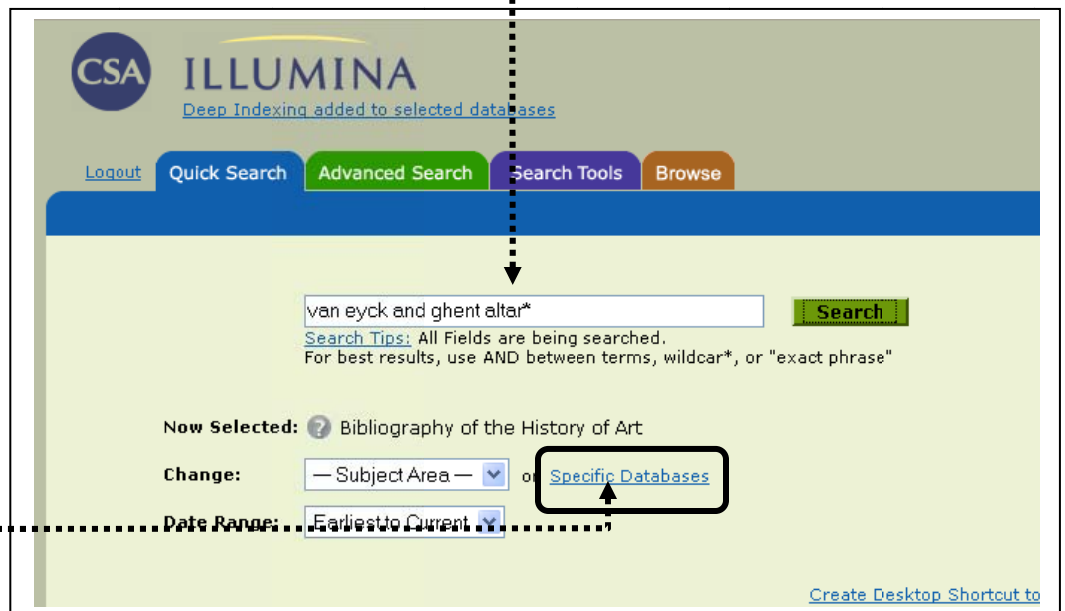 CSA ILLUMINA
Deep Indexing added to selected databases
Logout Quick Search Advanced Search Search Tools Browse
van eyck and ghent altar* Search
Search Tips: All Fields are being searched.
For best results, use AND between terms, wildcar*, or "exact phrase"
Now Selected: ? Bibliography of the History of Art
Change: — Subject Area — or Specific Databases
Date Range: Earliest to Current
Create Desktop Shortcut to